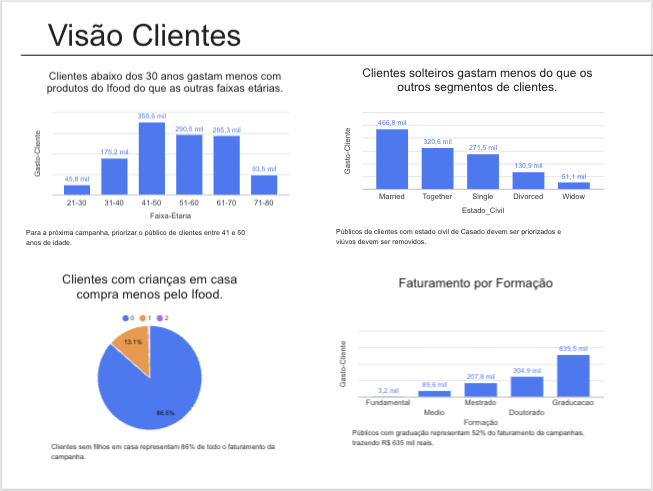 Visão Clientes
Clientes abaixo dos 30 anos gastam menos com
produtos do Ifood do que as outras faixas etárias.
Gasto-Cliente
45,8 mil
175,2 mil
350,6 mil
290,5 mil
285,3 mil
93,5 mil
21-30
31-40
41-50
51-60
61-70
71-80
Faixa-Etaria
Para a próxima campanha, priorizar o público de clientes entre 41 e 50
anos de idade.
Clientes solteiros gastam menos do que os
outros segmentos de clientes.
Gasto-Cliente
466,8 mil
320,6 mil
271,5 mil
130,9 mil
51,1 mil
Married
Together
Single
Divorced
Widow
Estado_Civil
Públicos de clientes com estado civil de Casado devem ser priorizados e
viúvos devem ser removidos.
Clientes com crianças em casa
compra menos pelo Ifood.
0
1
2
13.1%
86.5%
Clientes sem filhos em casa representam 86% de todo o faturamento da
campanha.
Faturamento por Formação
Gasto-Cliente
3,2 mil
89,6 mil
207,8 mil
304,9 mil
635,5 mil
Fundamental
Medio
Mestrado
Doutorado
Graducacao
Formação
Públicos com graduação representam 52% do faturamento da campanhas,
trazendo R$ 635 mil reais.